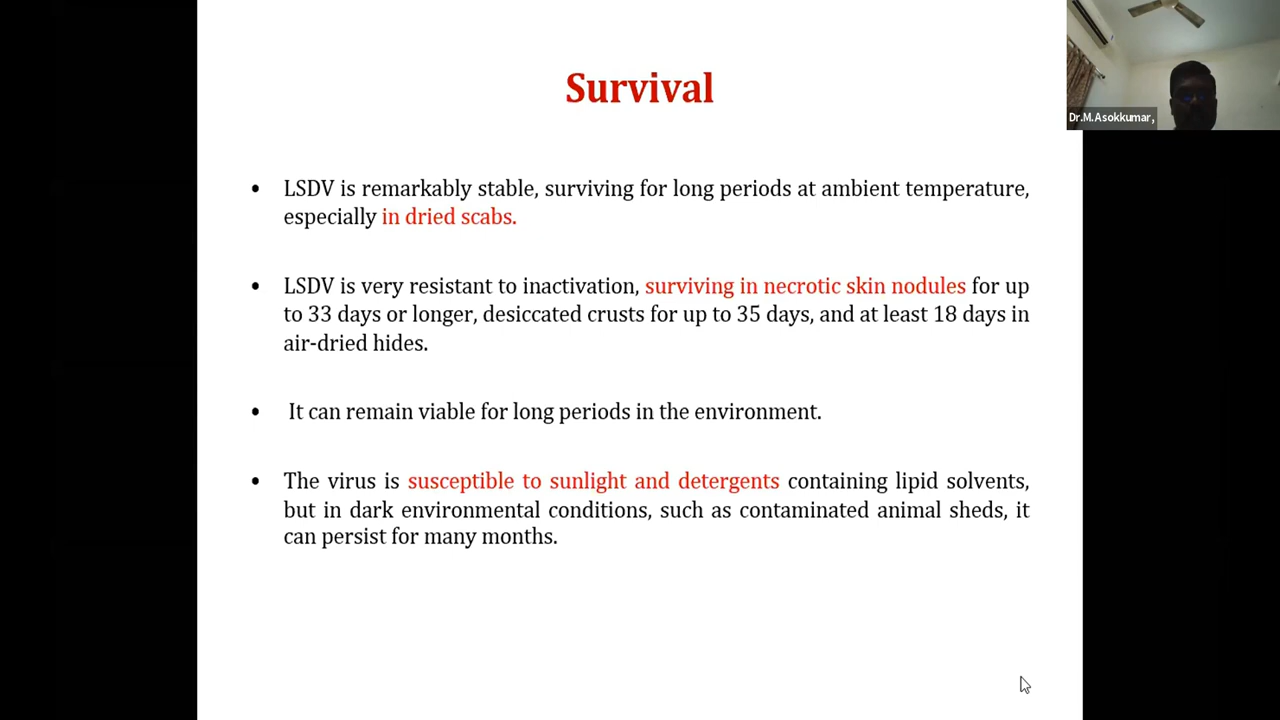 Survival
Dr.M.Asokkumar,
• LSDV is remarkably stable, surviving for long periods at ambient temperature,
especially in dried scabs.
• LSDV is very resistant to inactivation, surviving in necrotic skin nodules for up
to 33 days or longer, desiccated crusts for up to 35 days, and at least 18 days in
air-dried hides.
• It can remain viable for long periods in the environment.
• The virus is susceptible to sunlight and detergents containing lipid solvents,
but in dark environmental conditions, such as contaminated animal sheds, it
can persist for many months.